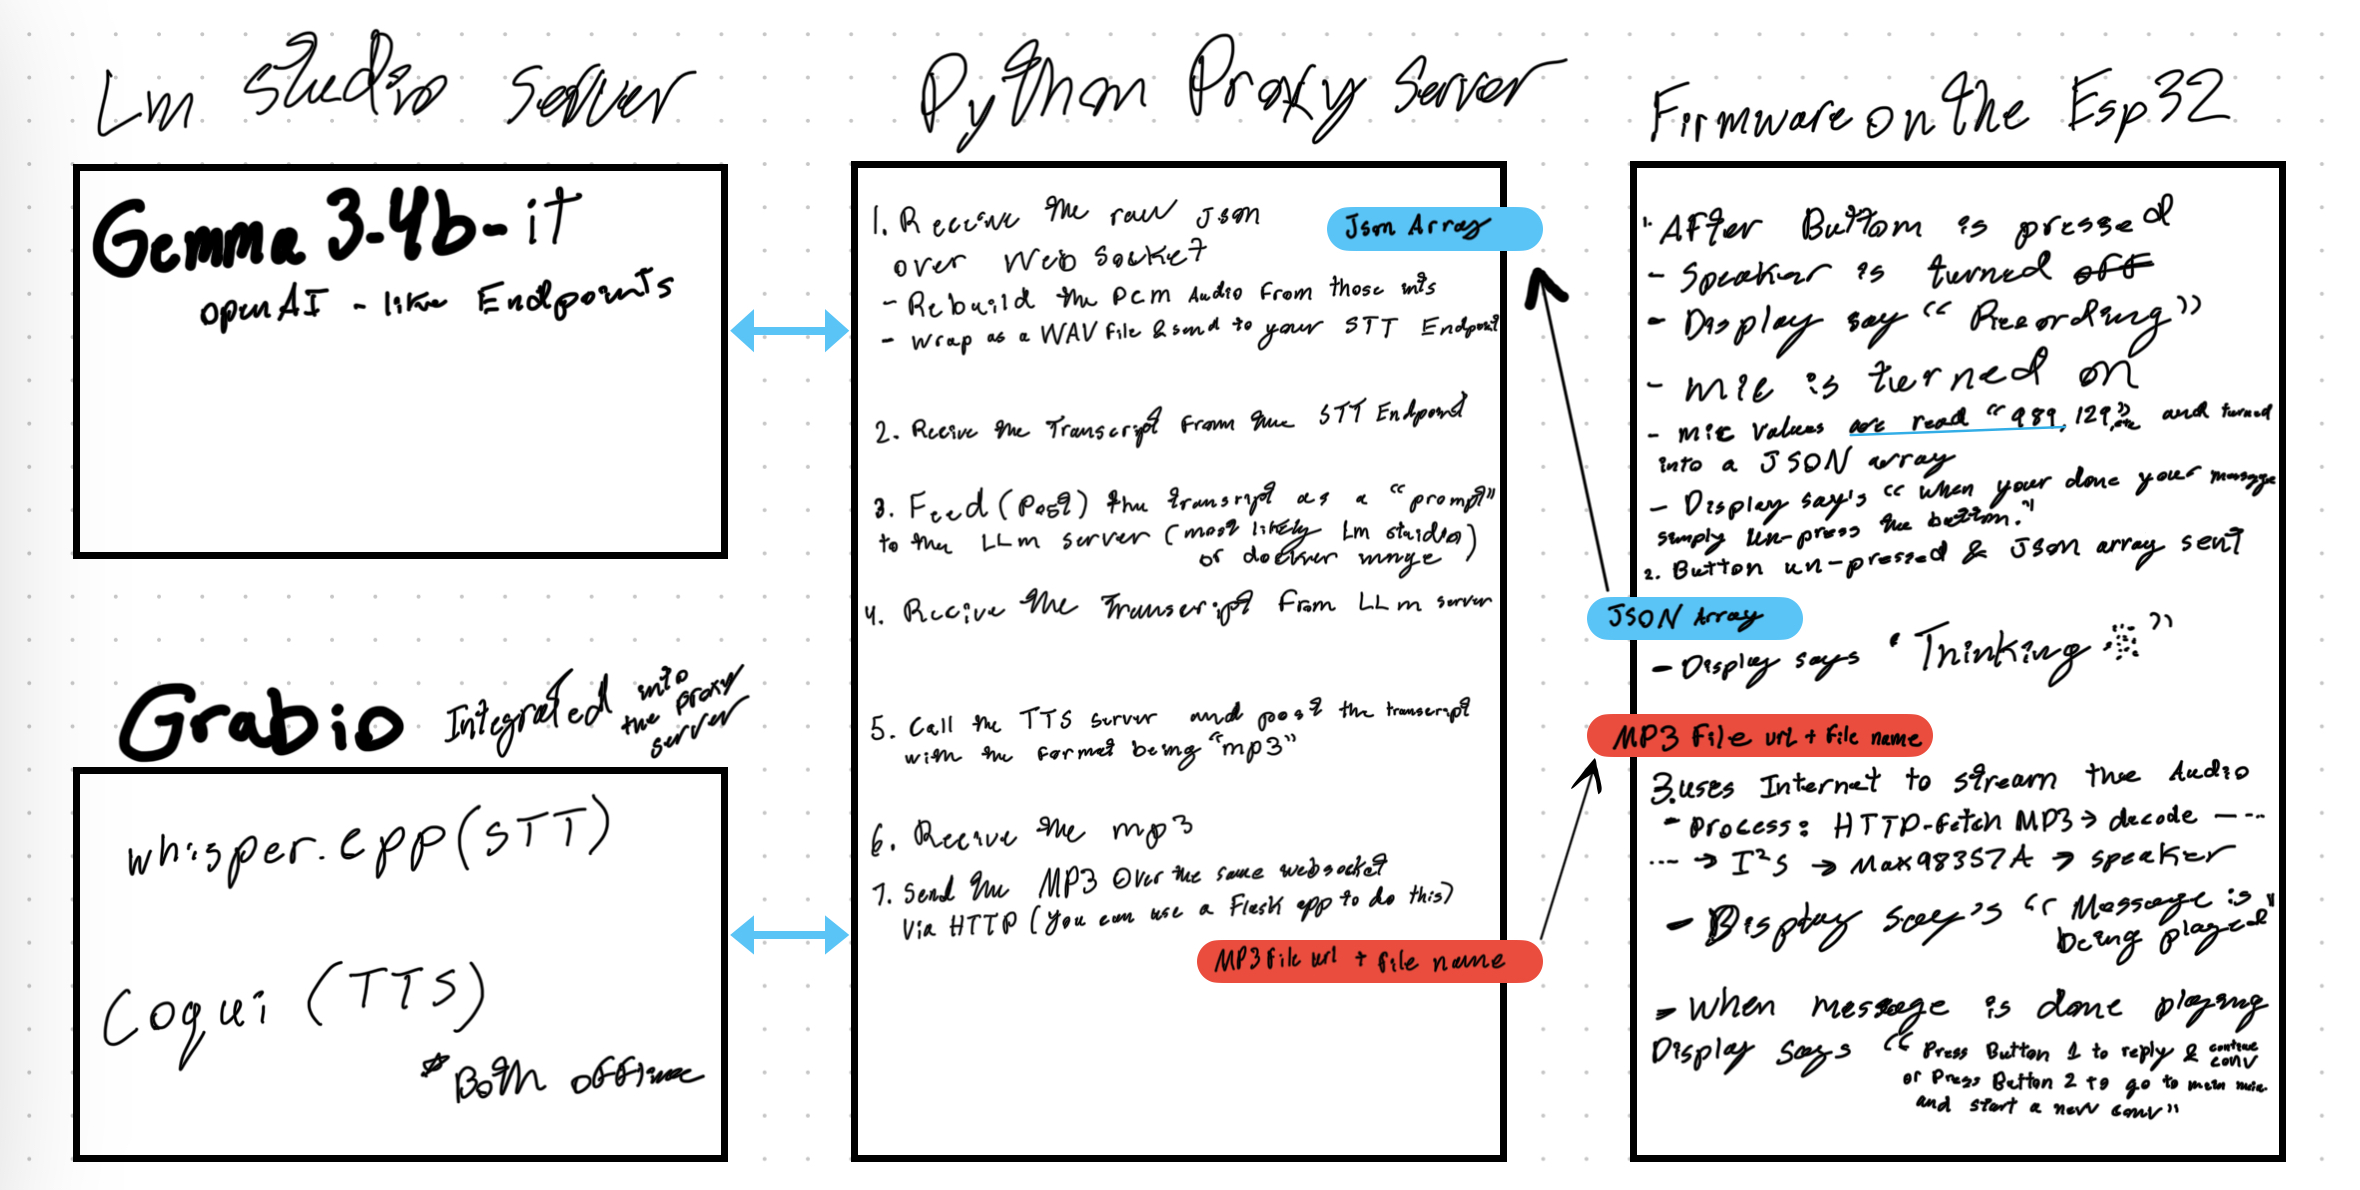 Lm Studio Server
Gemma 3-4b-it
openAI - like Endpoints
Grabio Integrated into
the proxy
server
whisper.cpp (STT)
Coqui (TTS)
* Both offline
Python Proxy Server
1. Receive the raw Json
over Web Socket
Json Array
- Rebuild the Pcm Audio From those ints
- Wrap as a WAV file & send to your STT Endpoint
2. Recive the Transcript From the STT Endpoint
3. Feed (Post) the transript as a "prompt"
to the LLm server (most likely Lm studio)
or docker
4. Recive the Transcript From LLm server
5. Call the TTS server and post the transcript
with the format being "mp3"
6. Receive the mp3
7. Send the MP3 Over the same websocket
Via HTTP (you can use a Flask app to do this)
MP3 File url + file name
Firmware on the Esp32
1. AFter Button is pressed
- Speaker is turned off
- Display say "Recording"
- mic is turned on
- mic values are read "989, 129, etc" and turned
into a JSON array
- Display say's "when your done your message
simply un-press the button."
2. Button un-pressed & Json array sent
JSON Array
- Display says "Thinking"
MP3 File url + file name
3. uses Internet to stream the Audio
- Process: HTTP-fetch MP3 → decode ----
--- → I²S → Max98357A → speaker
- Display say's "Message is
being played"
- When message is done playing
Display says "Press Button 1 to reply & continue
conv
or Press Button 2 to go to main
and start a new conv"